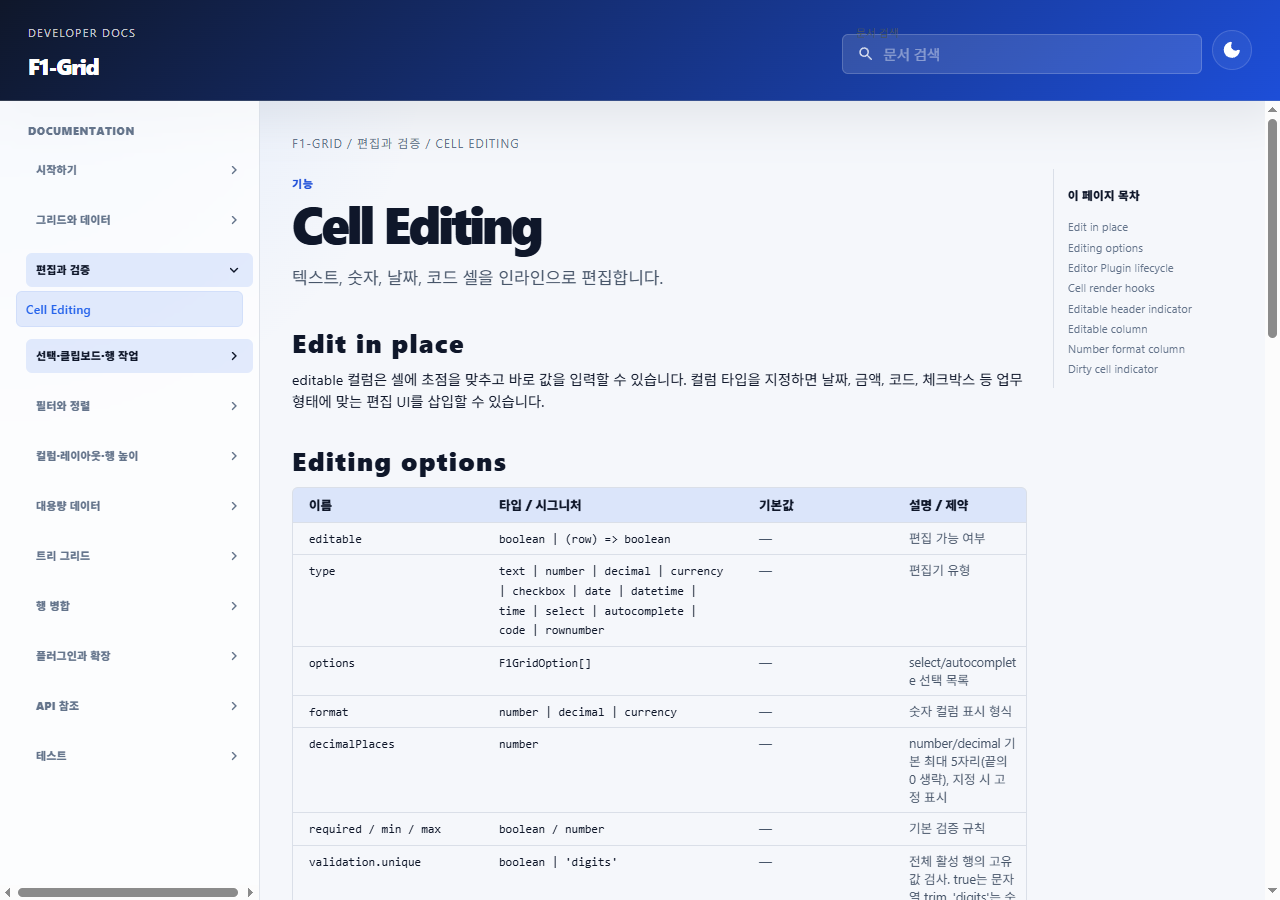 DEVELOPER DOCS
F1-Grid
문서 검색
DOCUMENTATION
시작하기
그리드와 데이터
편집과 검증
Cell Editing
선택·클립보드·행 작업
필터와 정렬
컬럼·레이아웃·행 높이
대용량 데이터
트리 그리드
행 병합
플러그인과 확장
API 참조
테스트
F1-GRID / 편집과 검증 / CELL EDITING
기능
Cell Editing
텍스트, 숫자, 날짜, 코드 셀을 인라인으로 편집합니다.
Edit in place
editable 컬럼은 셀에 초점을 맞추고 바로 값을 입력할 수 있습니다. 컬럼 타입을 지정하면 날짜, 금액, 코드, 체크박스 등 업무
형태에 맞는 편집 UI를 삽입할 수 있습니다.
Editing options
이름 타입 / 시그니처 기본값 설명 / 제약
editable boolean | (row) => boolean — 편집 가능 여부
type text | number | decimal | currency — 편집기 유형
| checkbox | date | datetime |
time | select | autocomplete |
code | rownumber
options F1GridOption[] — select/autocomplet
e 선택 목록
format number | decimal | currency — 숫자 컬럼 표시 형식
decimalPlaces number — number/decimal 기
본 최대 5자리(끝의
0 생략), 지정 시 고
정 표시
required / min / max boolean / number — 기본 검증 규칙
validation.unique boolean | 'digits' — 전체 활성 행의 고유
값 검사. true는 문자
열 trim, 'digits'는 숫
이 페이지 목차
Edit in place
Editing options
Editor Plugin lifecycle
Cell render hooks
Editable header indicator
Editable column
Number format column
Dirty cell indicator